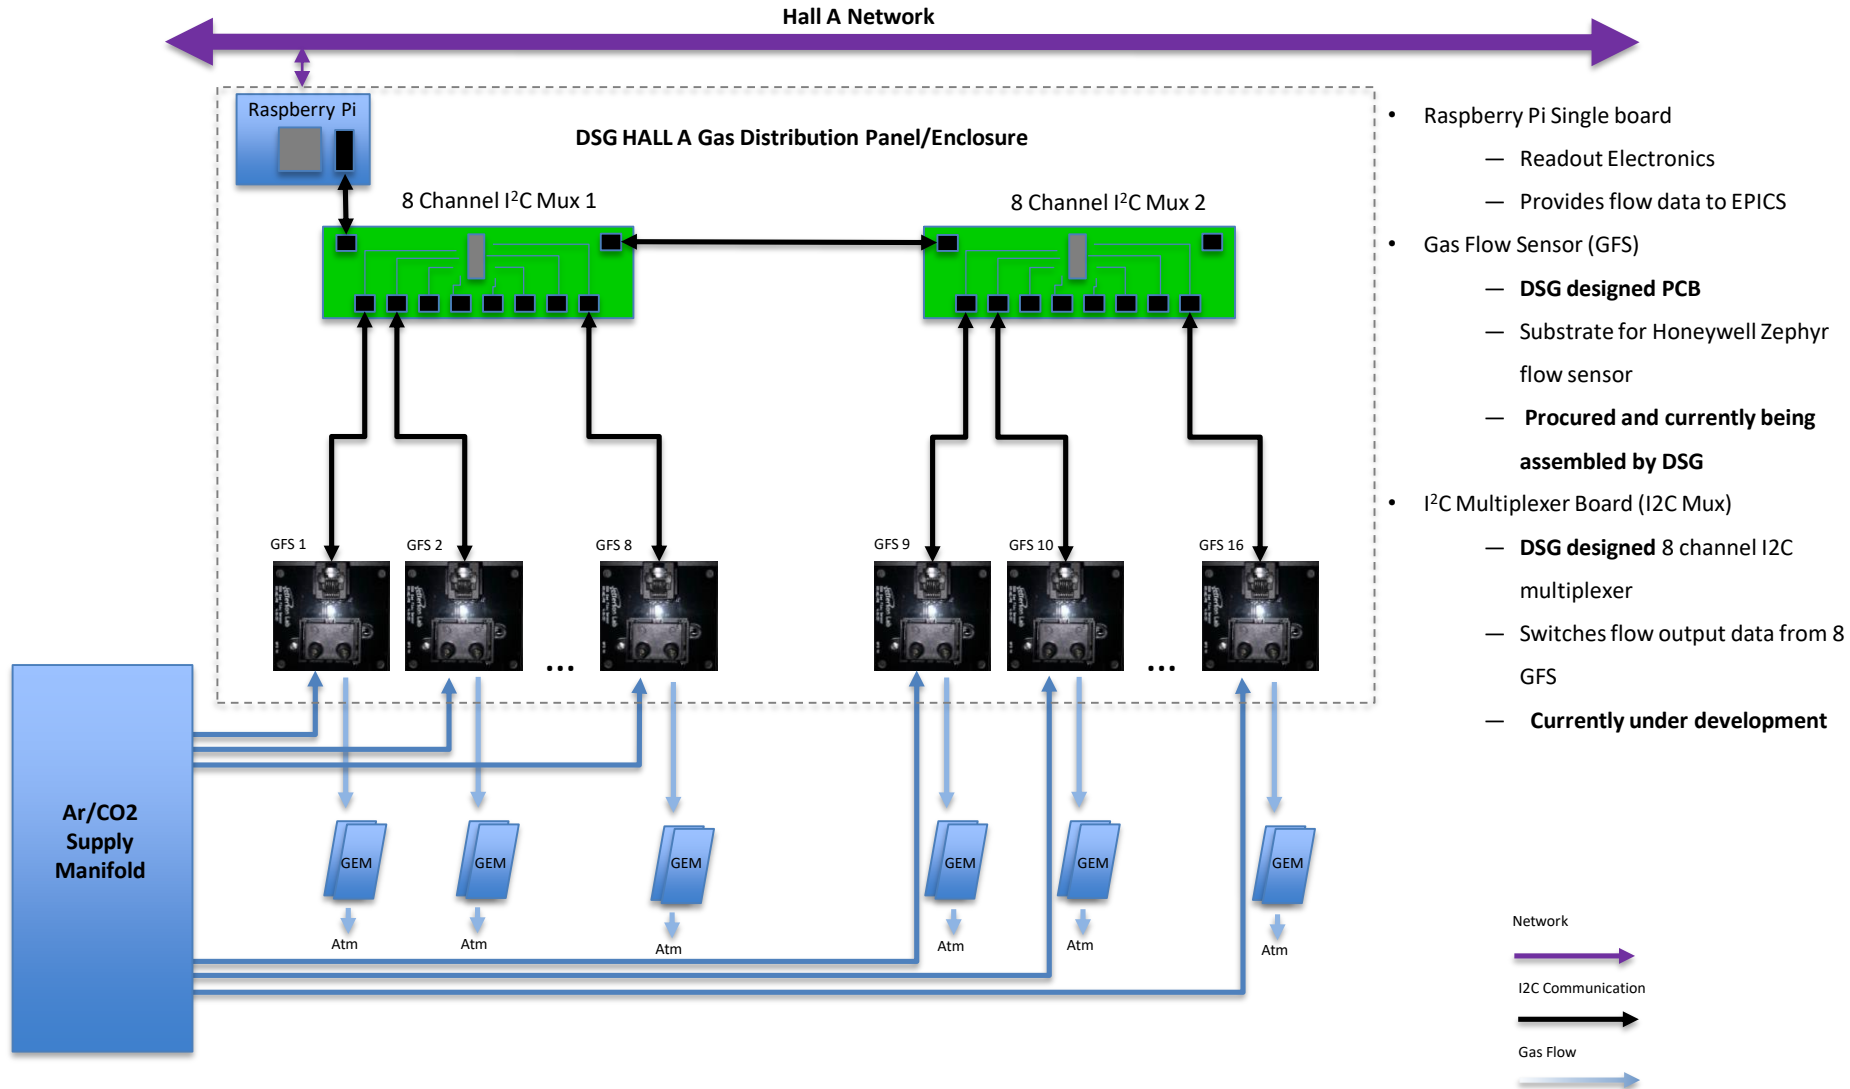 Hall A Network
Raspberry Pi
DSG HALL A Gas Distribution Panel/Enclosure
8 Channel I²C Mux 1
8 Channel I²C Mux 2
GFS 1
GFS 2
GFS 8
GFS 9
GFS 10
GFS 16
...
...
Ar/CO2
Supply
Manifold
GEM
GEM
GEM
GEM
GEM
GEM
Atm
Atm
Atm
Atm
Atm
Atm
• Raspberry Pi Single board
— Readout Electronics
— Provides flow data to EPICS
• Gas Flow Sensor (GFS)
— DSG designed PCB
— Substrate for Honeywell Zephyr
flow sensor
— Procured and currently being
assembled by DSG
• I²C Multiplexer Board (I2C Mux)
— DSG designed 8 channel I2C
multiplexer
— Switches flow output data from 8
GFS
— Currently under development
Network
I2C Communication
Gas Flow